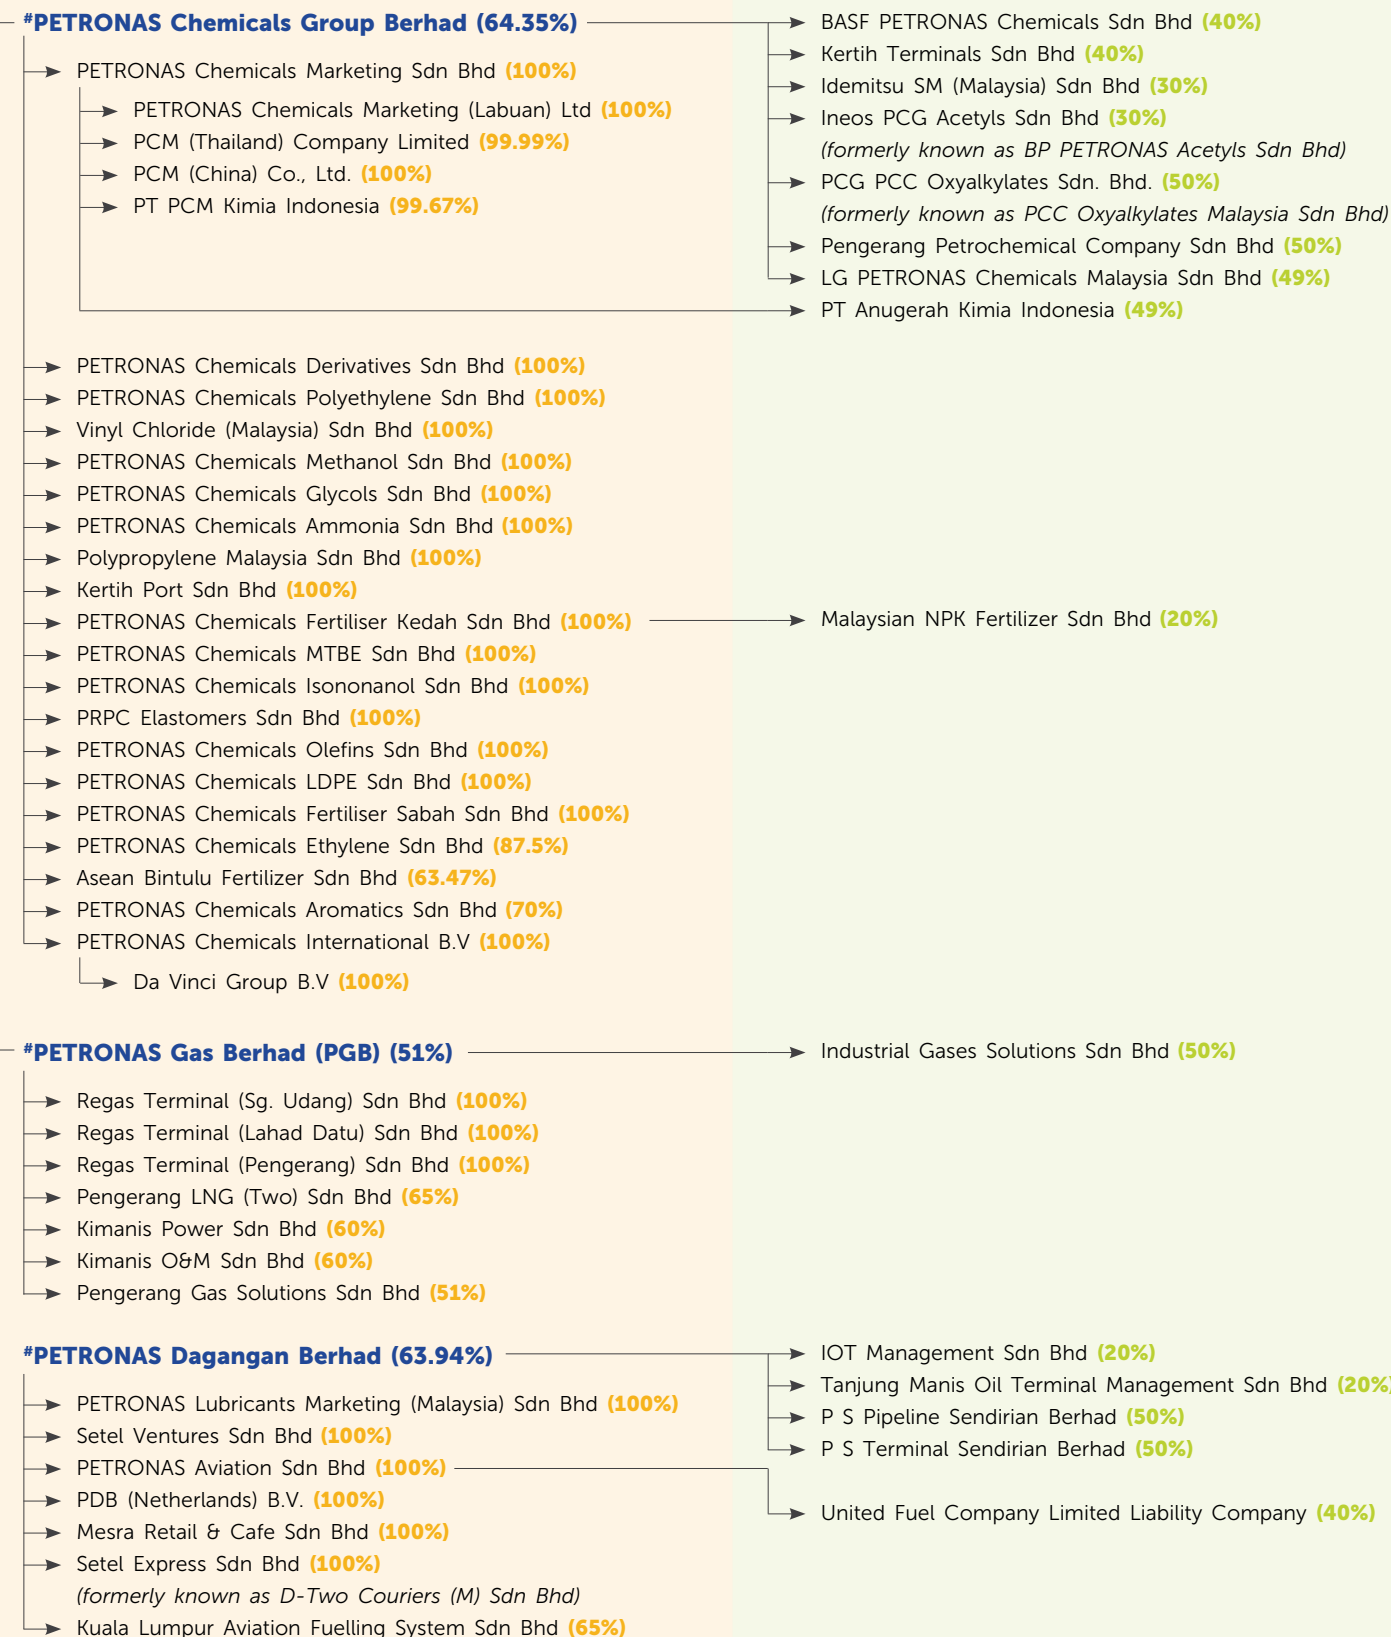 #PETRONAS Chemicals Group Berhad (64.35%)
PETRONAS Chemicals Marketing Sdn Bhd (100%)
PETRONAS Chemicals Marketing (Labuan) Ltd (100%)
PCM (Thailand) Company Limited (99.99%)
PCM (China) Co., Ltd. (100%)
PT PCM Kimia Indonesia (99.67%)
BASF PETRONAS Chemicals Sdn Bhd (40%)
Kertih Terminals Sdn Bhd (40%)
Idemitsu SM (Malaysia) Sdn Bhd (30%)
Ineos PCG Acetyls Sdn Bhd (30%)
(formerly known as BP PETRONAS Acetyls Sdn Bhd)
PCG PCC Oxyalkylates Sdn. Bhd. (50%)
(formerly known as PCC Oxyalkylates Malaysia Sdn Bhd)
Pengerang Petrochemical Company Sdn Bhd (50%)
LG PETRONAS Chemicals Malaysia Sdn Bhd (49%)
PT Anugerah Kimia Indonesia (49%)
PETRONAS Chemicals Derivatives Sdn Bhd (100%)
PETRONAS Chemicals Polyethylene Sdn Bhd (100%)
Vinyl Chloride (Malaysia) Sdn Bhd (100%)
PETRONAS Chemicals Methanol Sdn Bhd (100%)
PETRONAS Chemicals Glycols Sdn Bhd (100%)
PETRONAS Chemicals Ammonia Sdn Bhd (100%)
Polypropylene Malaysia Sdn Bhd (100%)
Kertih Port Sdn Bhd (100%)
PETRONAS Chemicals Fertiliser Kedah Sdn Bhd (100%)
Malaysian NPK Fertilizer Sdn Bhd (20%)
PETRONAS Chemicals MTBE Sdn Bhd (100%)
PETRONAS Chemicals Isononanol Sdn Bhd (100%)
PRPC Elastomers Sdn Bhd (100%)
PETRONAS Chemicals Olefins Sdn Bhd (100%)
PETRONAS Chemicals LDPE Sdn Bhd (100%)
PETRONAS Chemicals Fertiliser Sabah Sdn Bhd (100%)
PETRONAS Chemicals Ethylene Sdn Bhd (87.5%)
Asean Bintulu Fertilizer Sdn Bhd (63.47%)
PETRONAS Chemicals Aromatics Sdn Bhd (70%)
PETRONAS Chemicals International B.V (100%)
Da Vinci Group B.V (100%)
#PETRONAS Gas Berhad (PGB) (51%)
Industrial Gases Solutions Sdn Bhd (50%)
Regas Terminal (Sg. Udang) Sdn Bhd (100%)
Regas Terminal (Lahad Datu) Sdn Bhd (100%)
Regas Terminal (Pengerang) Sdn Bhd (100%)
Pengerang LNG (Two) Sdn Bhd (65%)
Kimanis Power Sdn Bhd (60%)
Kimanis O&M Sdn Bhd (60%)
Pengerang Gas Solutions Sdn Bhd (51%)
#PETRONAS Dagangan Berhad (63.94%)
IOT Management Sdn Bhd (20%)
Tanjung Manis Oil Terminal Management Sdn Bhd (20%)
P S Pipeline Sendirian Berhad (50%)
P S Terminal Sendirian Berhad (50%)
PETRONAS Lubricants Marketing (Malaysia) Sdn Bhd (100%)
Setel Ventures Sdn Bhd (100%)
PETRONAS Aviation Sdn Bhd (100%)
United Fuel Company Limited Liability Company (40%)
PDB (Netherlands) B.V. (100%)
Mesra Retail & Cafe Sdn Bhd (100%)
Setel Express Sdn Bhd (100%)
(formerly known as D-Two Couriers (M) Sdn Bhd)
Kuala Lumpur Aviation Fuelling System Sdn Bhd (65%)